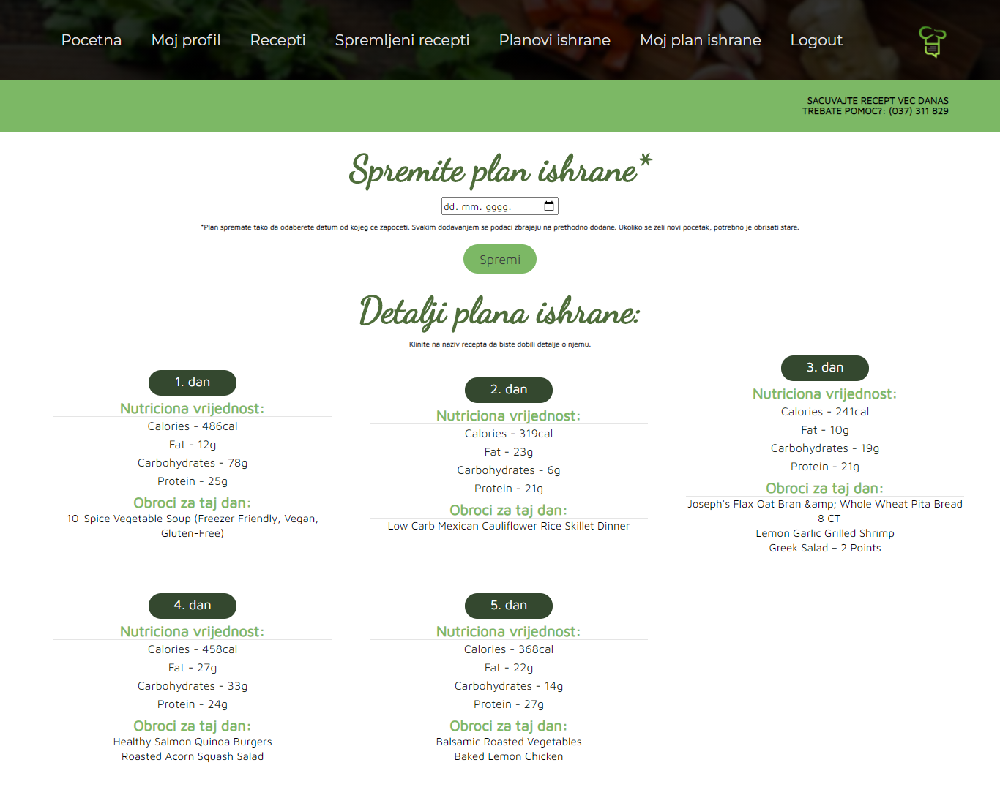 Pocetna Moj profil Recepti Spremljeni recepti Planovi ishrane Moj plan ishrane Logout
SACUVAJTE RECEPT VEC DANAS
TREBATE POMOC?: (037) 311 829
Spremite plan ishrane*
dd. mm. gggg.
*Plan spremate tako da odaberete datum od kojeg ce zapoceti. Svakim dodavanjem se podaci zbrajaju na prethodno dodane. Ukoliko se zeli novi pocetak, potrebno je obrisati stare.
Spremi
Detalji plana ishrane:
Klinite na naziv recepta da biste dobili detalje o njemu.
1. dan
Nutriciona vrijednost:
Calories - 486cal
Fat - 12g
Carbohydrates - 78g
Protein - 25g
Obroci za taj dan:
10-Spice Vegetable Soup (Freezer Friendly, Vegan,
Gluten-Free)
2. dan
Nutriciona vrijednost:
Calories - 319cal
Fat - 23g
Carbohydrates - 6g
Protein - 21g
Obroci za taj dan:
Low Carb Mexican Cauliflower Rice Skillet Dinner
3. dan
Nutriciona vrijednost:
Calories - 241cal
Fat - 10g
Carbohydrates - 19g
Protein - 21g
Obroci za taj dan:
Joseph's Flax Oat Bran &amp; Whole Wheat Pita Bread
- 8 CT
Lemon Garlic Grilled Shrimp
Greek Salad – 2 Points
4. dan
Nutriciona vrijednost:
Calories - 458cal
Fat - 27g
Carbohydrates - 33g
Protein - 24g
Obroci za taj dan:
Healthy Salmon Quinoa Burgers
Roasted Acorn Squash Salad
5. dan
Nutriciona vrijednost:
Calories - 368cal
Fat - 22g
Carbohydrates - 14g
Protein - 27g
Obroci za taj dan:
Balsamic Roasted Vegetables
Baked Lemon Chicken